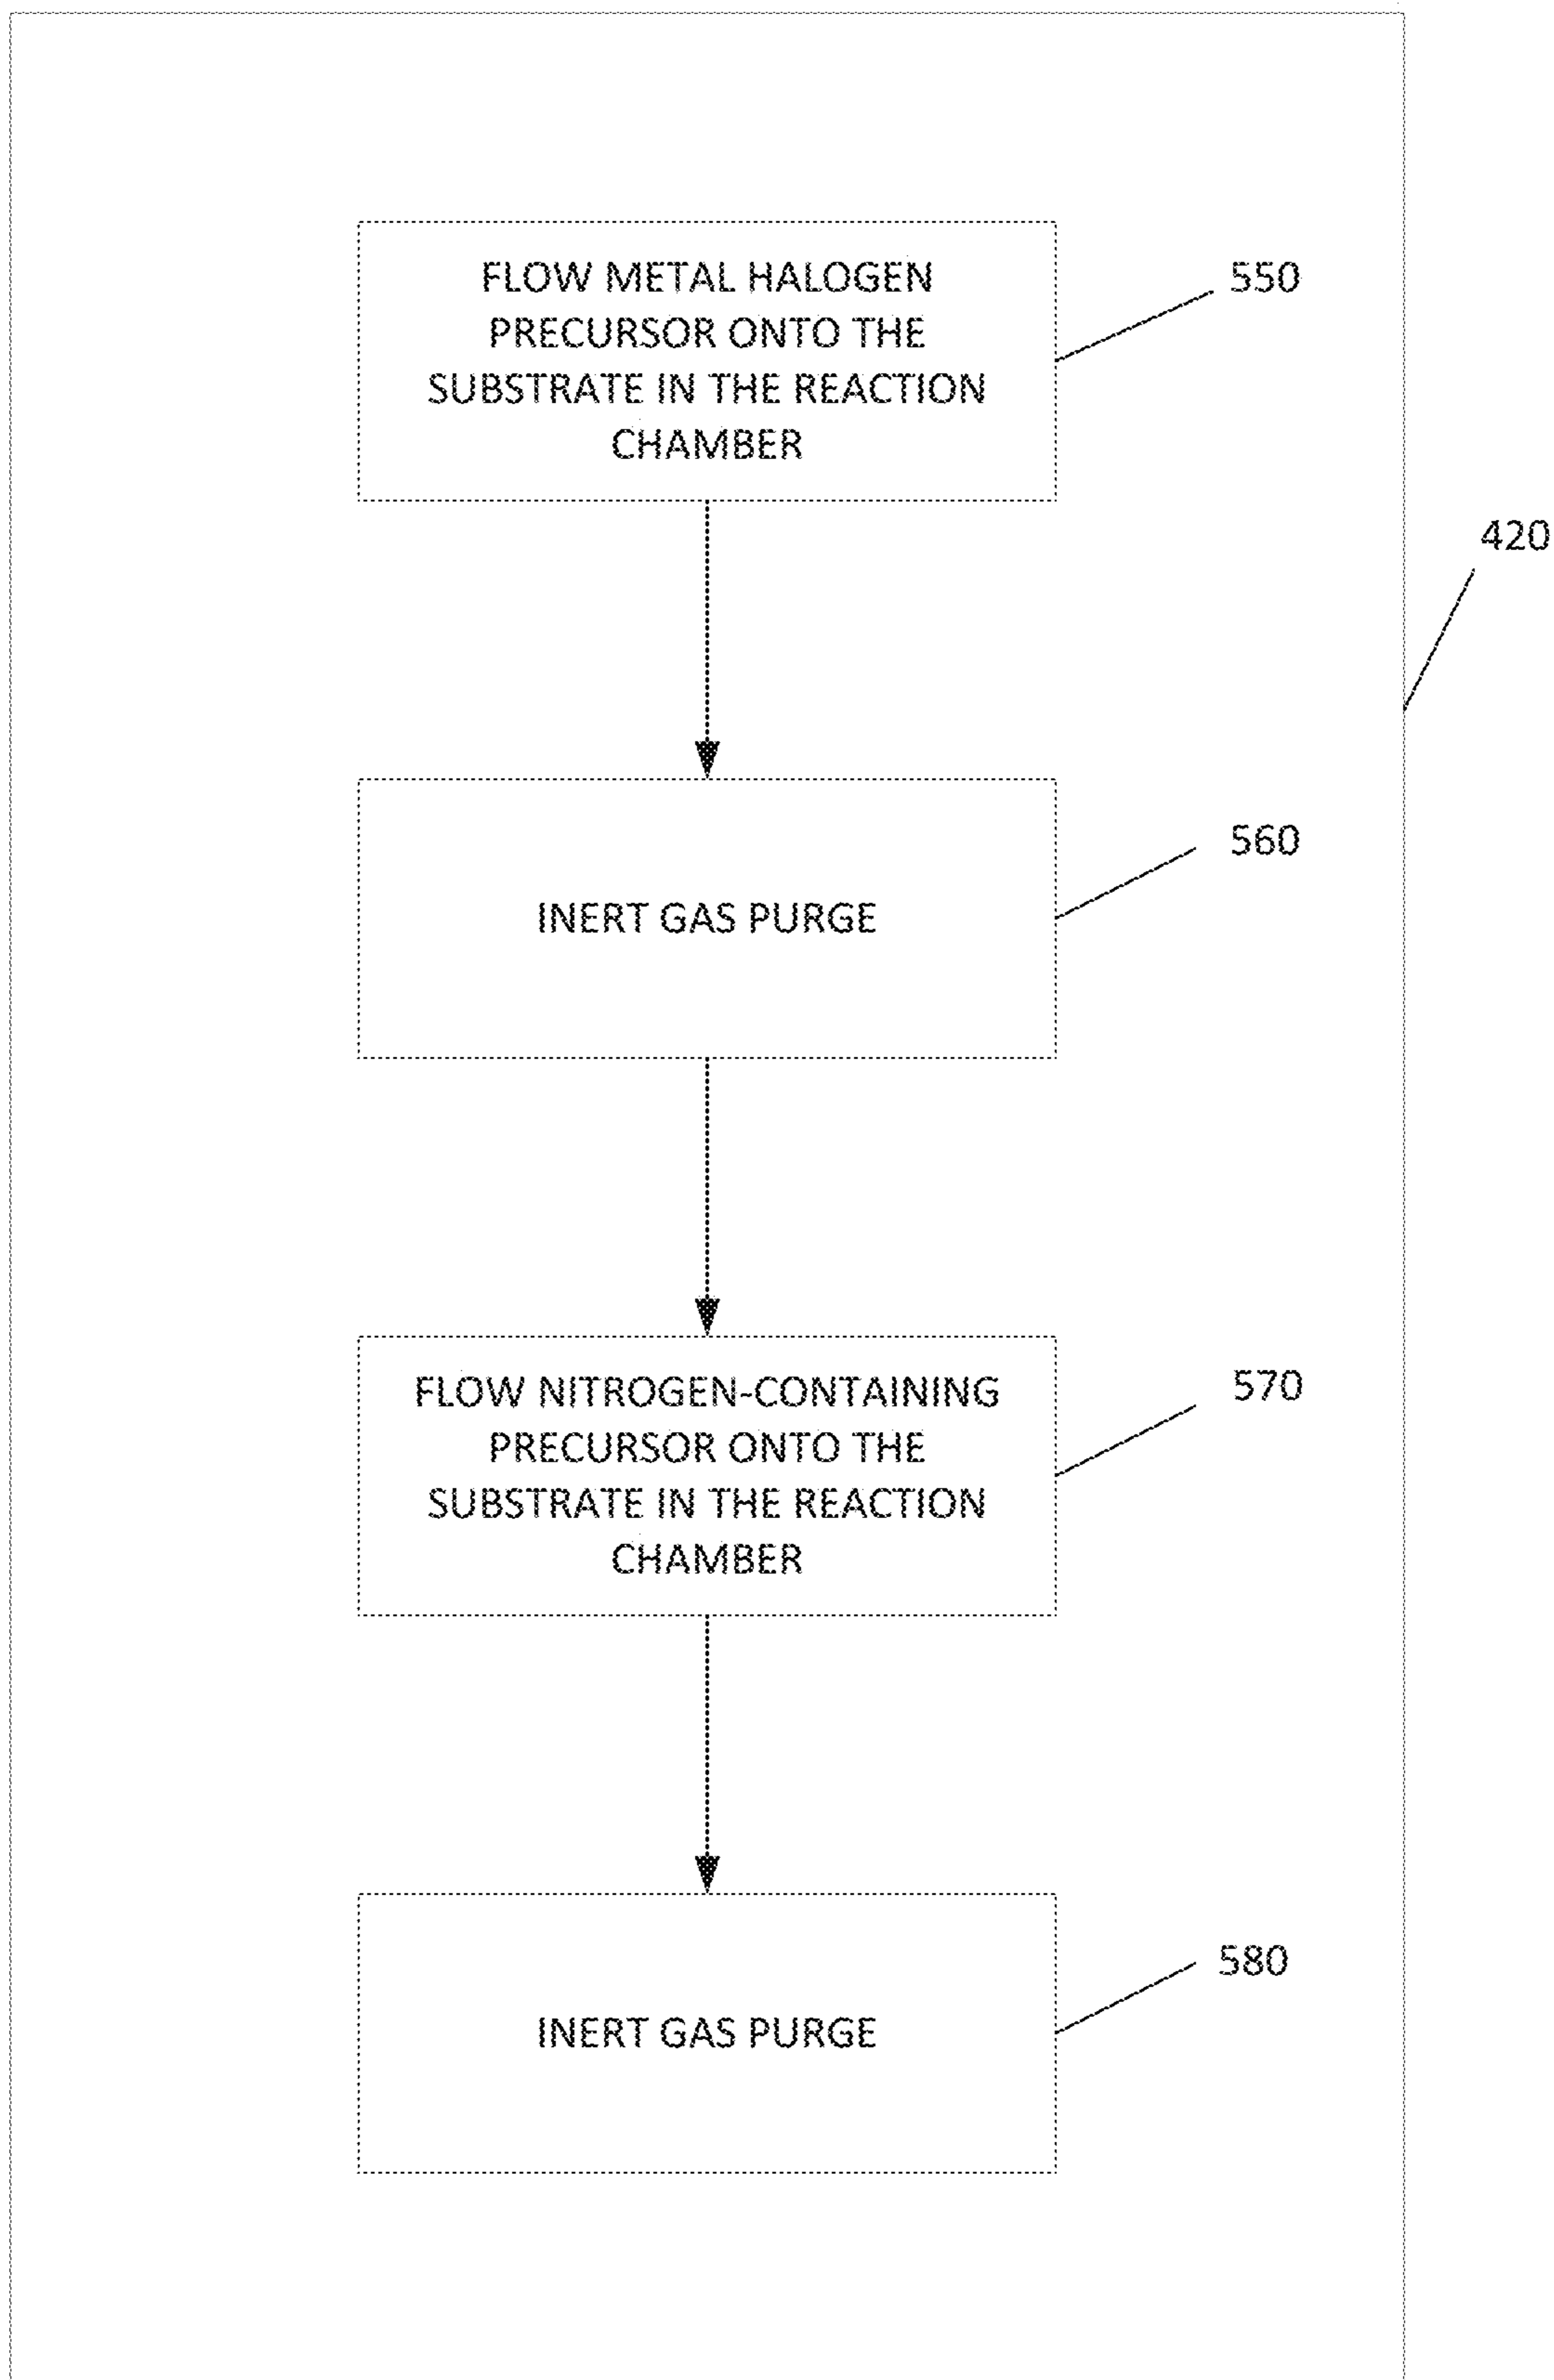 FLOW METAL HALOGEN
PRECURSOR ONTO THE
SUBSTRATE IN THE REACTION
CHAMBER
550
420
INERT GAS PURGE
560
FLOW NITROGEN-CONTAINING
PRECURSOR ONTO THE
SUBSTRATE IN THE REACTION
CHAMBER
570
INERT GAS PURGE
580